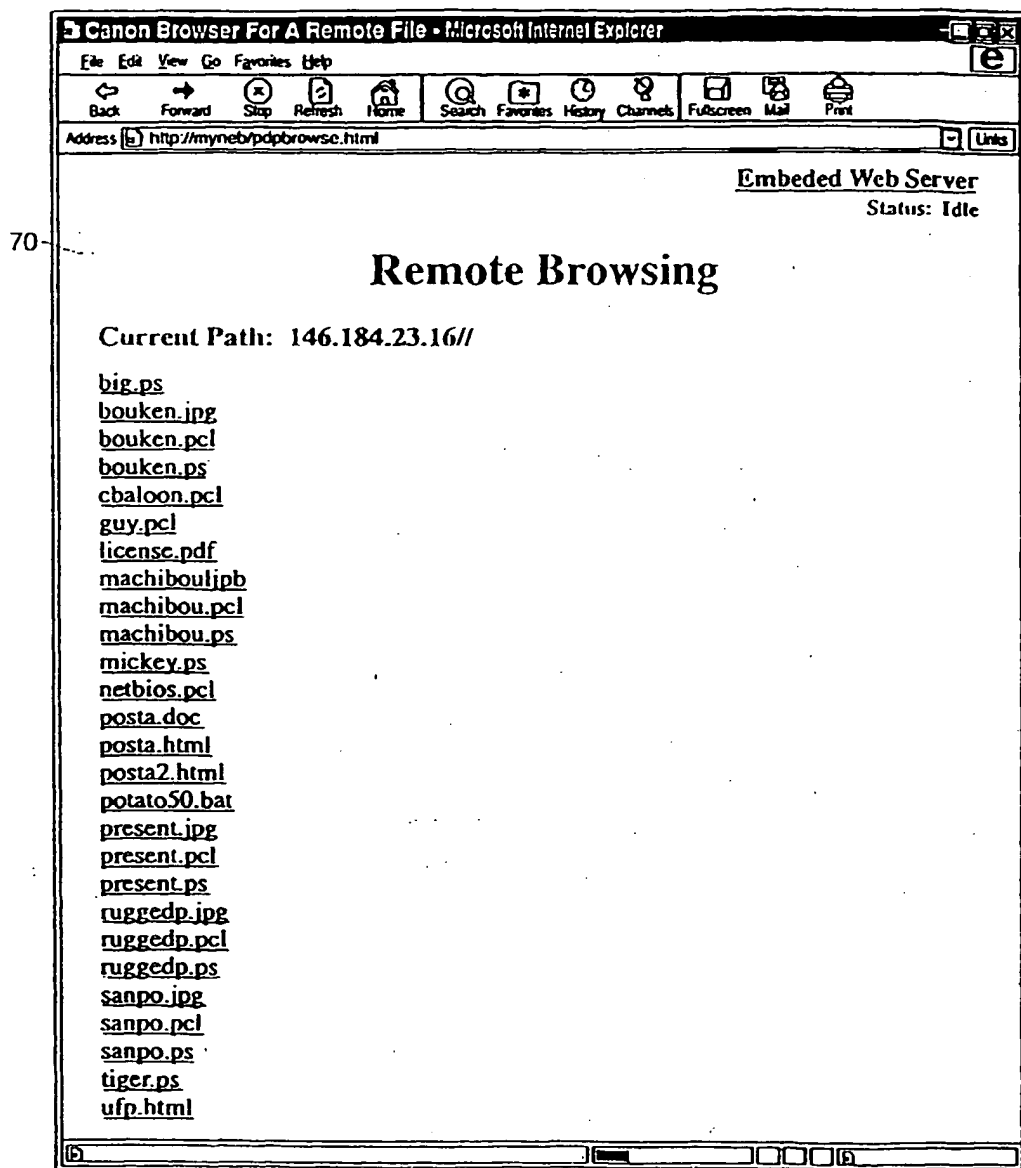 Canon Browser For A Remote File - Microsoft Internet Explorer
File Edit View Go Favorites Help
Back Forward Stop Refresh Home Search Favorites History Channels Fullscreen Mail Print
Address http://myneb/pdpbrowse.html Links
Embeded Web Server
Status: Idle
70
Remote Browsing
Current Path: 146.184.23.16//
big.ps
bouken.jpg
bouken.pcl
bouken.ps
cbaloon.pcl
guy.pcl
license.pdf
machibouljpb
machibou.pcl
machibou.ps
mickey.ps
netbios.pcl
posta.doc
posta.html
posta2.html
potato50.bat
present.jpg
present.pcl
present.ps
ruggedp.jpg
ruggedp.pcl
ruggedp.ps
sanpo.jpg
sanpo.pcl
sanpo.ps
tiger.ps
ufp.html